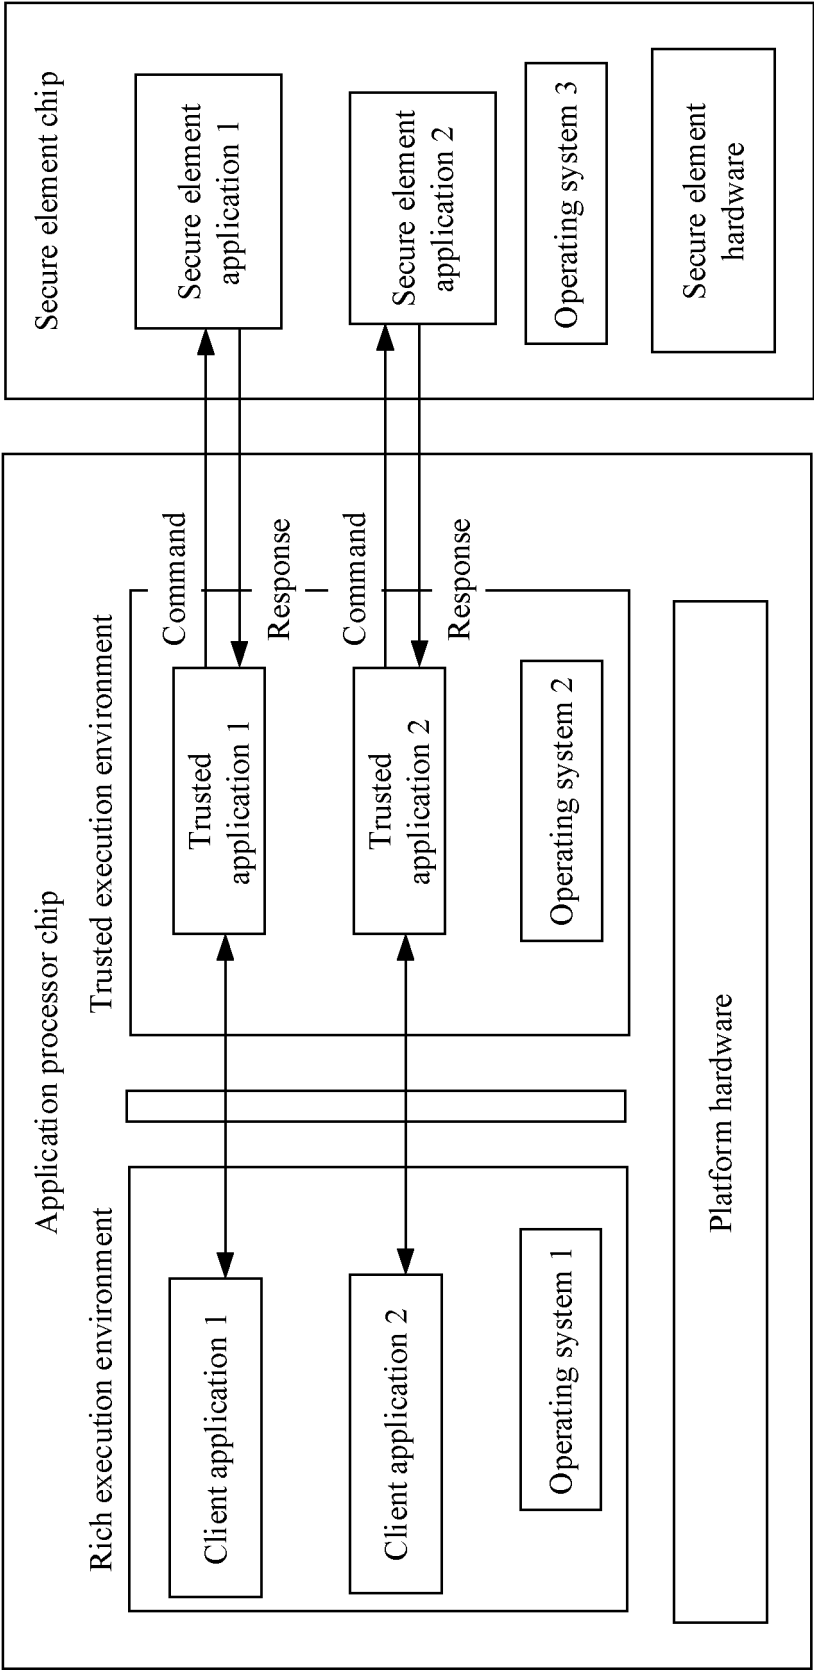 Application processor chip
Rich execution environment
Client application 1
Client application 2
Operating system 1
Trusted execution environment
Trusted
application 1
Command
Response
Trusted
application 2
Command
Response
Operating system 2
Platform hardware
Secure element chip
Secure element
application 1
Secure element
application 2
Operating system 3
Secure element
hardware